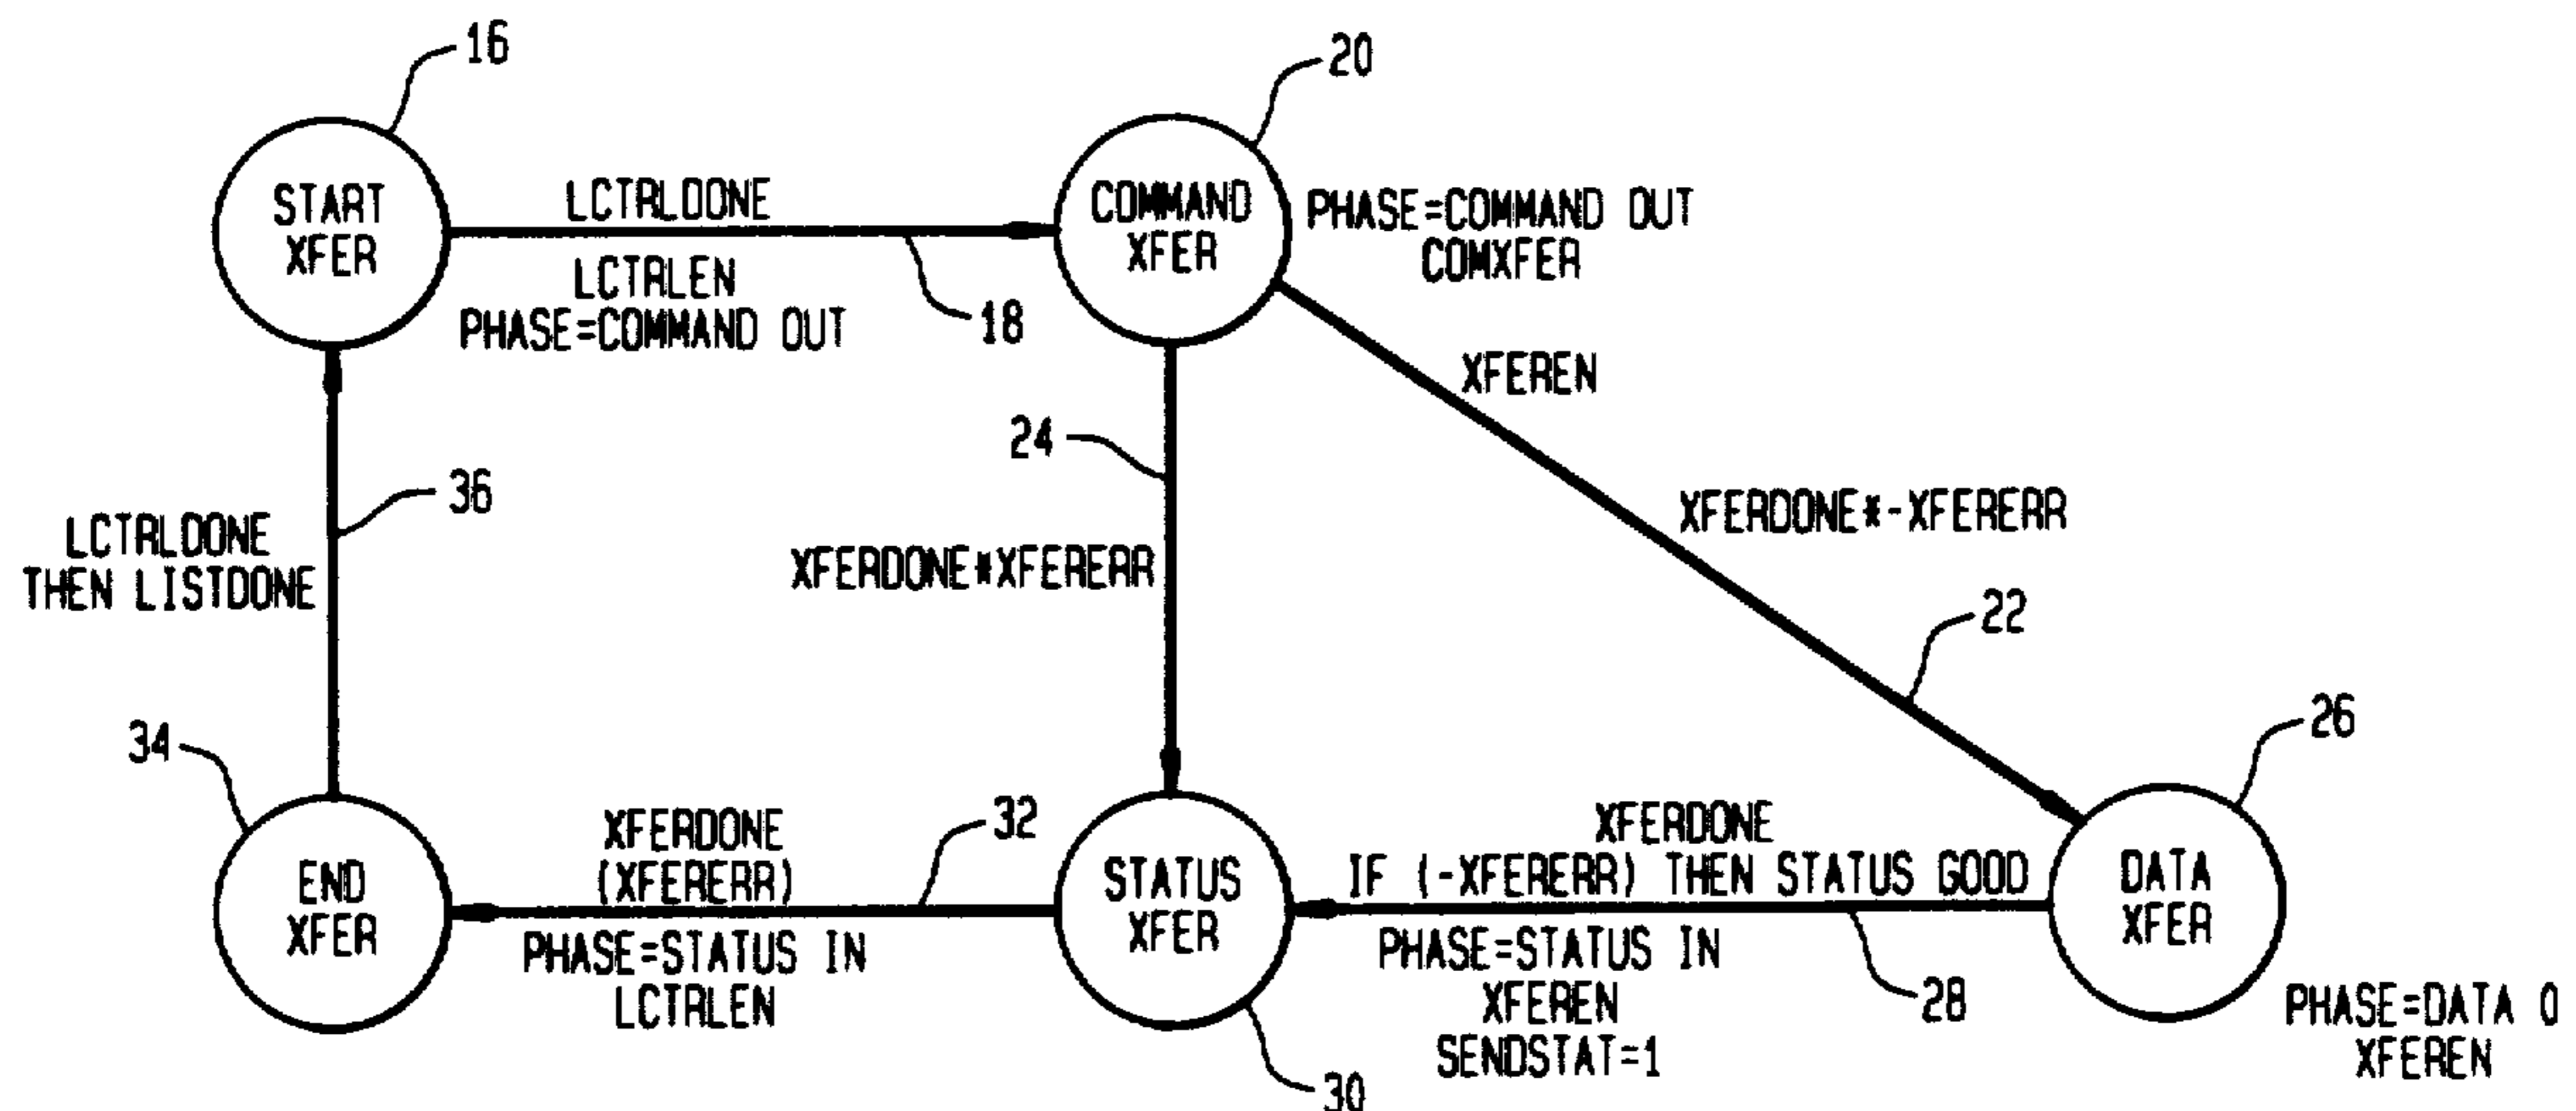 16
20
START
XFER
LCTRLDONE
LCTRLEN
PHASE=COMMAND OUT
18
COMMAND
XFER
PHASE=COMMAND OUT
COMXFER
XFEREN
24
36
LCTRLDONE
THEN LISTDONE
XFERDONE*XFERERR
XFERDONE*-XFERERR
22
26
34
END
XFER
XFERDONE
(XFERERR)
32
PHASE=STATUS IN
LCTRLEN
STATUS
XFER
XFERDONE
IF (-XFERERR) THEN STATUS GOOD
PHASE=STATUS IN
XFEREN
SENDSTAT=1
28
30
DATA
XFER
PHASE=DATA O
XFEREN